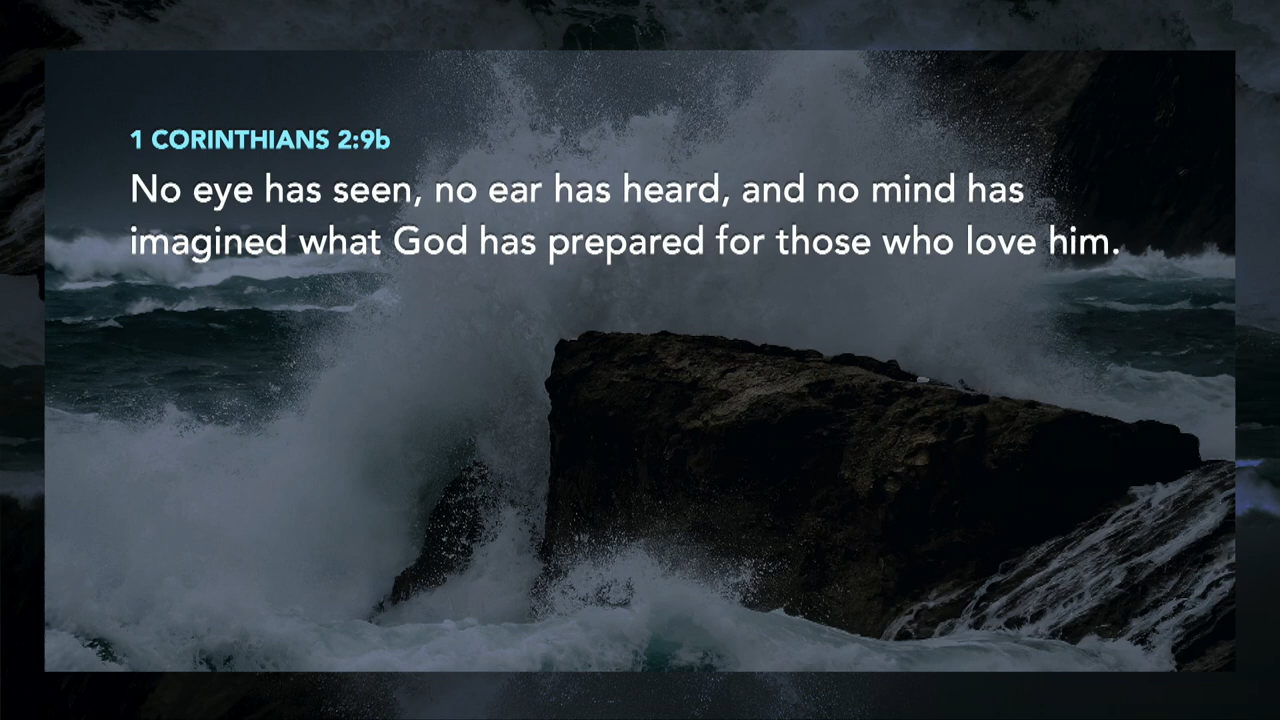 1 CORINTHIANS 2:9b
No eye has seen, no ear has heard, and no mind has
imagined what God has prepared for those who love him.